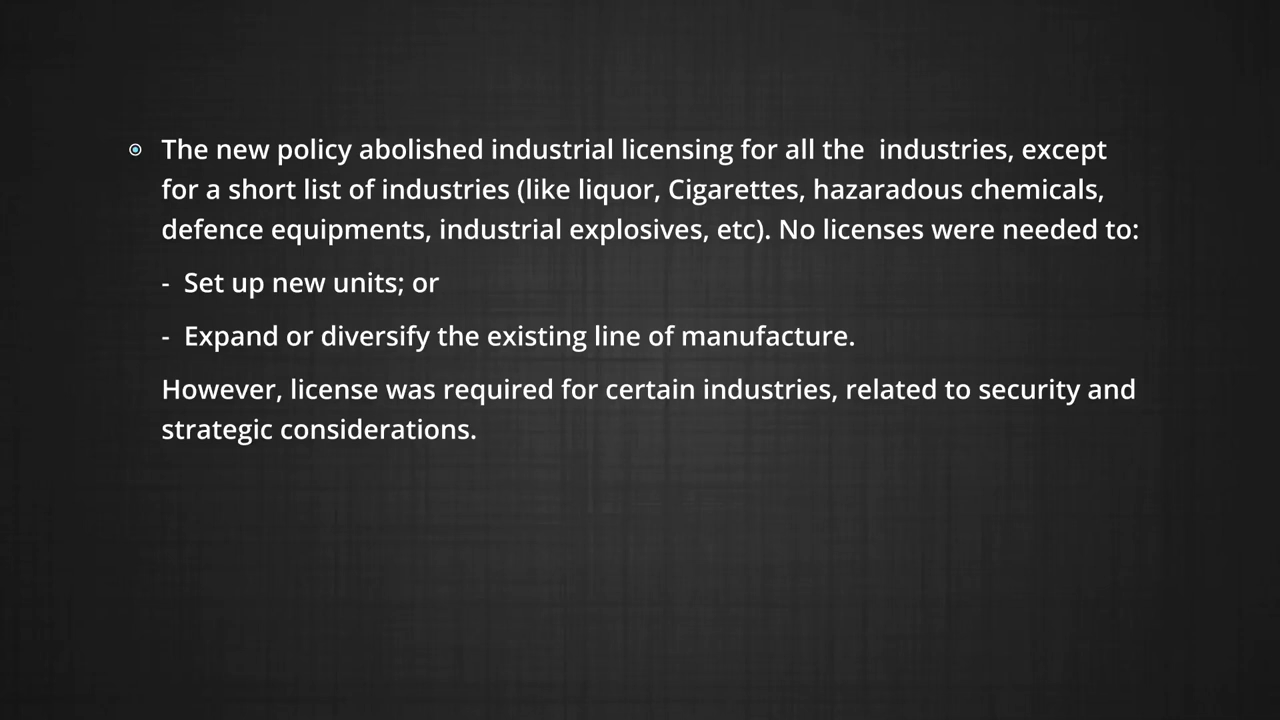 The new policy abolished industrial licensing for all the  industries, except
for a short list of industries (like liquor, Cigarettes, hazaradous chemicals,
defence equipments, industrial explosives, etc). No licenses were needed to:
- Set up new units; or
- Expand or diversify the existing line of manufacture.
However, license was required for certain industries, related to security and
strategic considerations.